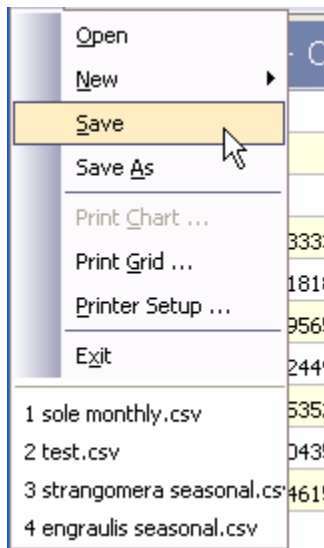 Open
New
Save
Save As
Print Chart ...
Print Grid ...
Printer Setup ...
Exit
1 sole monthly.csv
2 test.csv
3 strangomera seasonal.cs
4 engraulis seasonal.csv